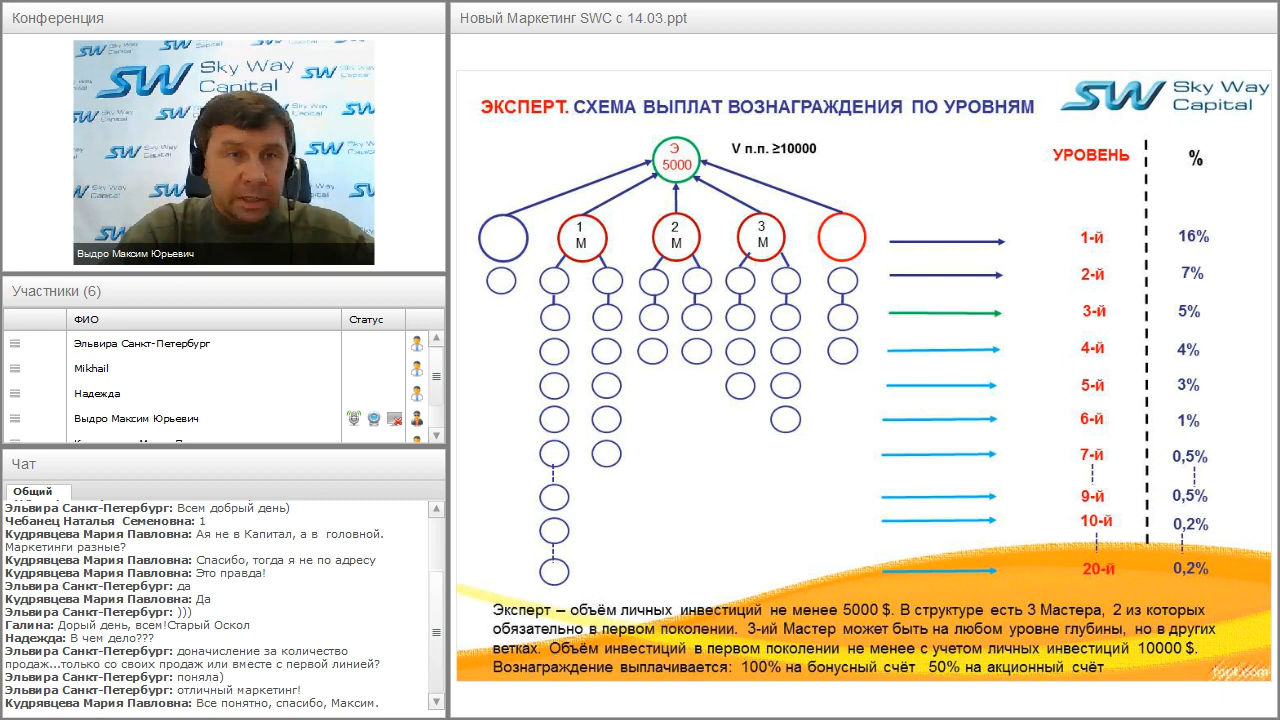 Конференция
SW Sky Way
Capital
Выдро Максим Юрьевич
Участники (6)
ФИО
Статус
Эльвира Санкт-Петербург
Mikhail
Надежда
Выдро Максим Юрьевич
Чат
Общий
Эльвира Санкт-Петербург: Всем добрый день)
Чебанец Наталья Семеновна: 1
Кудрявцева Мария Павловна: Ая не в Капитал, а в головной.
Маркетинги разные?
Кудрявцева Мария Павловна: Спасибо, тогда я не по адресу
Кудрявцева Мария Павловна: Это правда!
Эльвира Санкт-Петербург: да
Кудрявцева Мария Павловна: Да
Эльвира Санкт-Петербург: )))
Галина: Дорый день, всем!Старый Оскол
Надежда: В чем дело???
Эльвира Санкт-Петербург: доначисление за количество
продаж...только со своих продаж или вместе с первой линией?
Эльвира Санкт-Петербург: поняла)
Эльвира Санкт-Петербург: отличный маркетинг!
Кудрявцева Мария Павловна: Все понятно, спасибо, Максим.
Новый Маркетинг SWC с 14.03.ppt
ЭКСПЕРТ. СХЕМА ВЫПЛАТ ВОЗНАГРАЖДЕНИЯ ПО УРОВНЯМ
SW Sky Way
Capital
Э
5000
V п.п. ≥10000
УРОВЕНЬ %
1
М
2
М
3
М
1-й 16%
2-й 7%
3-й 5%
4-й 4%
5-й 3%
6-й 1%
7-й 0,5%
9-й 0,5%
10-й 0,2%
20-й 0,2%
Эксперт – объём личных инвестиций не менее 5000 $. В структуре есть 3 Мастера, 2 из которых
обязательно в первом поколении. 3-ий Мастер может быть на любом уровне глубины, но в других
ветках. Объём инвестиций в первом поколении не менее с учетом личных инвестиций 10000 $.
Вознаграждение выплачивается: 100% на бонусный счёт 50% на акционный счёт